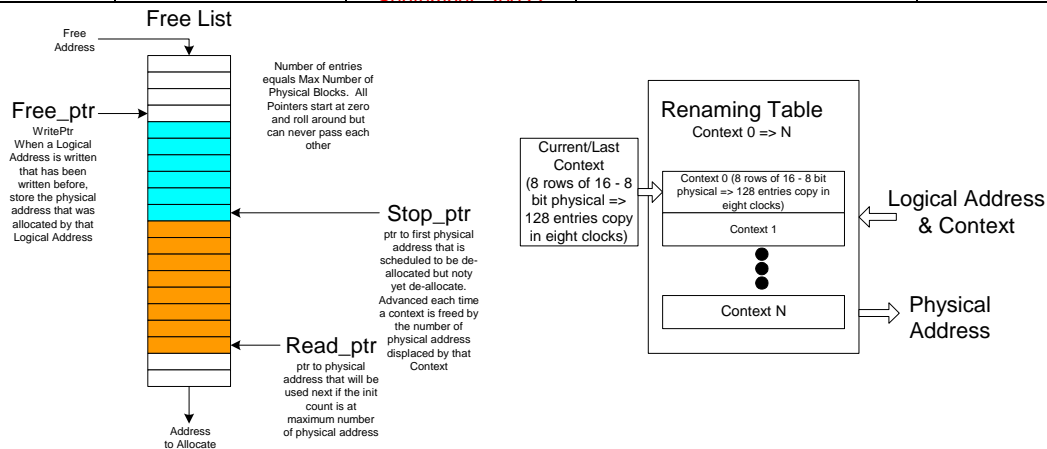 Free List
Free
Address
Number of entries
equals Max Number of
Physical Blocks.  All
Pointers start at zero
and roll around but
can never pass each
other
Free_ptr
WritePtr
When a Logical
Address is written
that has been
written before,
store the physical
address that was
allocated by that
Logical Address
Stop_ptr
ptr to first physical
address that is
scheduled to be de-
allocated but noty
yet de-allocate.
Advanced each time
a context is freed by
the number of
physical address
displaced by that
Context
Read_ptr
ptr to physical
address that will be
used next if the init
count is at
maximum number
of physical address
Address
to Allocate
Renaming Table
Context 0 => N
Current/Last
Context
(8 rows of 16 - 8
bit physical =>
128 entries copy
in eight clocks)
Context 0 (8 rows of 16 - 8 bit
physical => 128 entries copy in
eight clocks)
Context 1
Context N
Logical Address
& Context
Physical
Address